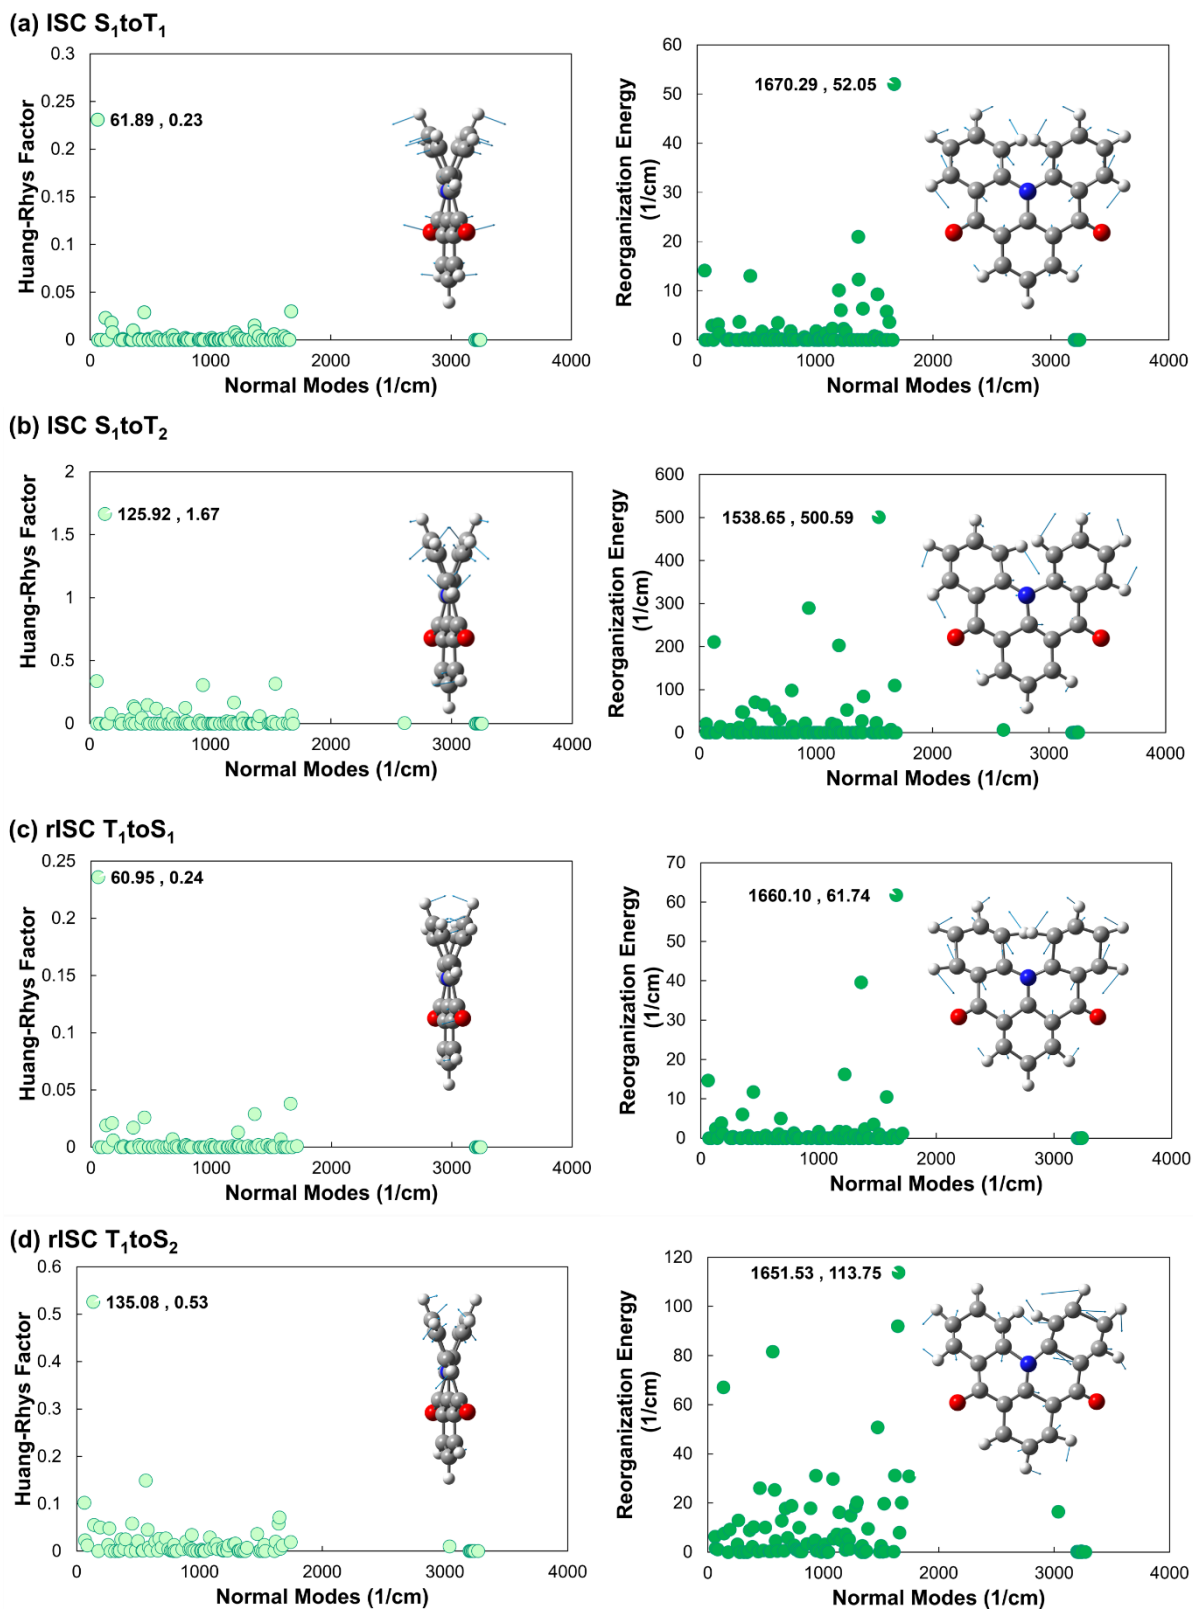 (a) ISC S1toT1
Huang-Rhys Factor
0.3
0.25
0.2
0.15
0.1
0.05
0
61.89 , 0.23
0 1000 2000 3000 4000
Normal Modes (1/cm)
Reorganization Energy
(1/cm)
60
50
40
30
20
10
0
1670.29 , 52.05
0 1000 2000 3000 4000
Normal Modes (1/cm)
(b) ISC S1toT2
Huang-Rhys Factor
2
1.5
1
0.5
0
125.92 , 1.67
0 1000 2000 3000 4000
Normal Modes (1/cm)
Reorganization Energy
(1/cm)
600
500
400
300
200
100
0
1538.65 , 500.59
0 1000 2000 3000 4000
Normal Modes (1/cm)
(c) rISC T1toS1
Huang-Rhys Factor
0.25
0.2
0.15
0.1
0.05
0
60.95 , 0.24
0 1000 2000 3000 4000
Normal Modes (1/cm)
Reorganization Energy
(1/cm)
70
60
50
40
30
20
10
0
1660.10 , 61.74
0 1000 2000 3000 4000
Normal Modes (1/cm)
(d) rISC T1toS2
Huang-Rhys Factor
0.6
0.5
0.4
0.3
0.2
0.1
0
135.08 , 0.53
0 1000 2000 3000 4000
Normal Modes (1/cm)
Reorganization Energy
(1/cm)
120
100
80
60
40
20
0
1651.53 , 113.75
0 1000 2000 3000 4000
Normal Modes (1/cm)